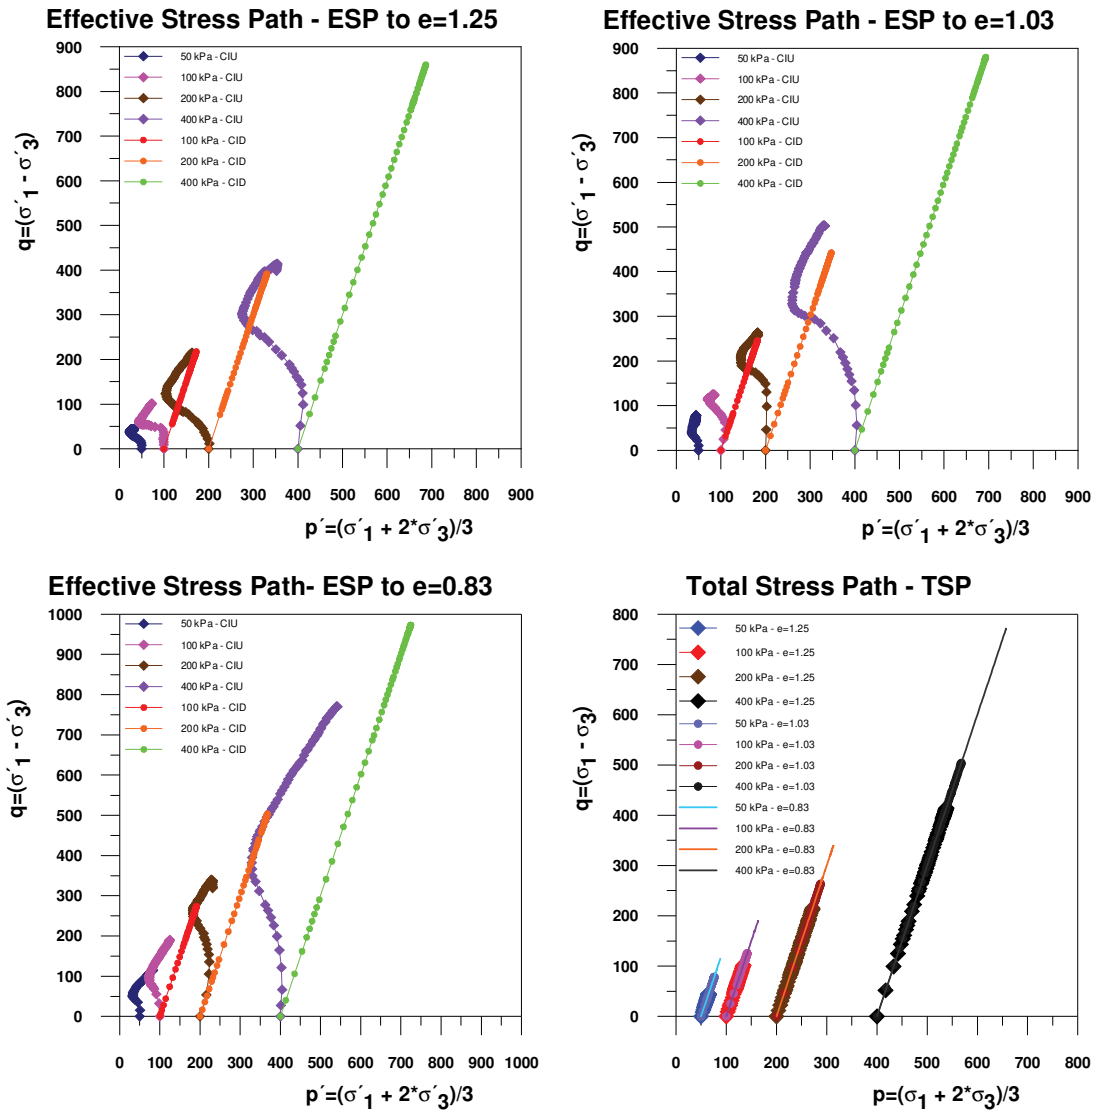 Effective Stress Path - ESP to e=1.25
900
800
700
600
500
400
300
200
100
0
q=(σ´1 - σ´3)
50 kPa - CIU
100 kPa - CIU
200 kPa - CIU
400 kPa - CIU
100 kPa - CID
200 kPa - CID
400 kPa - CID
0 100 200 300 400 500 600 700 800 900
p´=(σ´1 + 2*σ´3)/3
Effective Stress Path - ESP to e=1.03
900
800
700
600
500
400
300
200
100
0
q=(σ´1 - σ´3)
50 kPa - CIU
100 kPa - CIU
200 kPa - CIU
400 kPa - CIU
100 kPa - CID
200 kPa - CID
400 kPa - CID
0 100 200 300 400 500 600 700 800 900
p´=(σ´1 + 2*σ´3)/3
Effective Stress Path- ESP to e=0.83
1000
900
800
700
600
500
400
300
200
100
0
q=(σ´1 - σ´3)
50 kPa - CIU
100 kPa - CIU
200 kPa - CIU
400 kPa - CIU
100 kPa - CID
200 kPa - CID
400 kPa - CID
0 100 200 300 400 500 600 700 800 900 1000
p´=(σ´1 + 2*σ´3)/3
Total Stress Path - TSP
800
700
600
500
400
300
200
100
0
q=(σ1 - σ3)
50 kPa - e=1.25
100 kPa - e=1.25
200 kPa - e=1.25
400 kPa - e=1.25
50 kPa - e=1.03
100 kPa - e=1.03
200 kPa - e=1.03
400 kPa - e=1.03
50 kPa - e=0.83
100 kPa - e=0.83
200 kPa - e=0.83
400 kPa - e=0.83
0 100 200 300 400 500 600 700 800
p=(σ1 + 2*σ3)/3